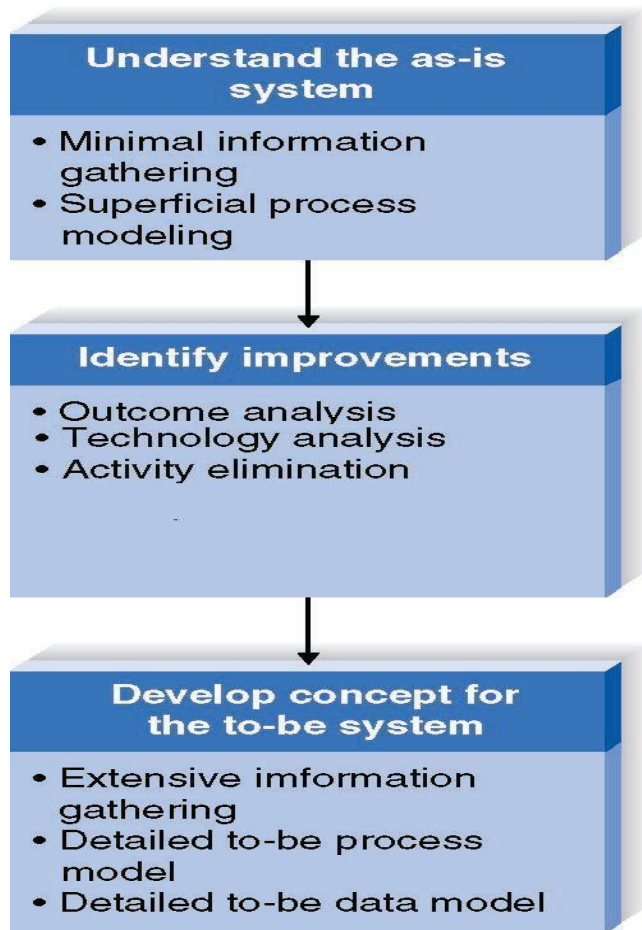 Understand the as-is
system
• Minimal information
gathering
• Superficial process
modeling
Identify improvements
• Outcome analysis
• Technology analysis
• Activity elimination
Develop concept for
the to-be system
• Extensive imformation
gathering
• Detailed to-be process
model
• Detailed to-be data model